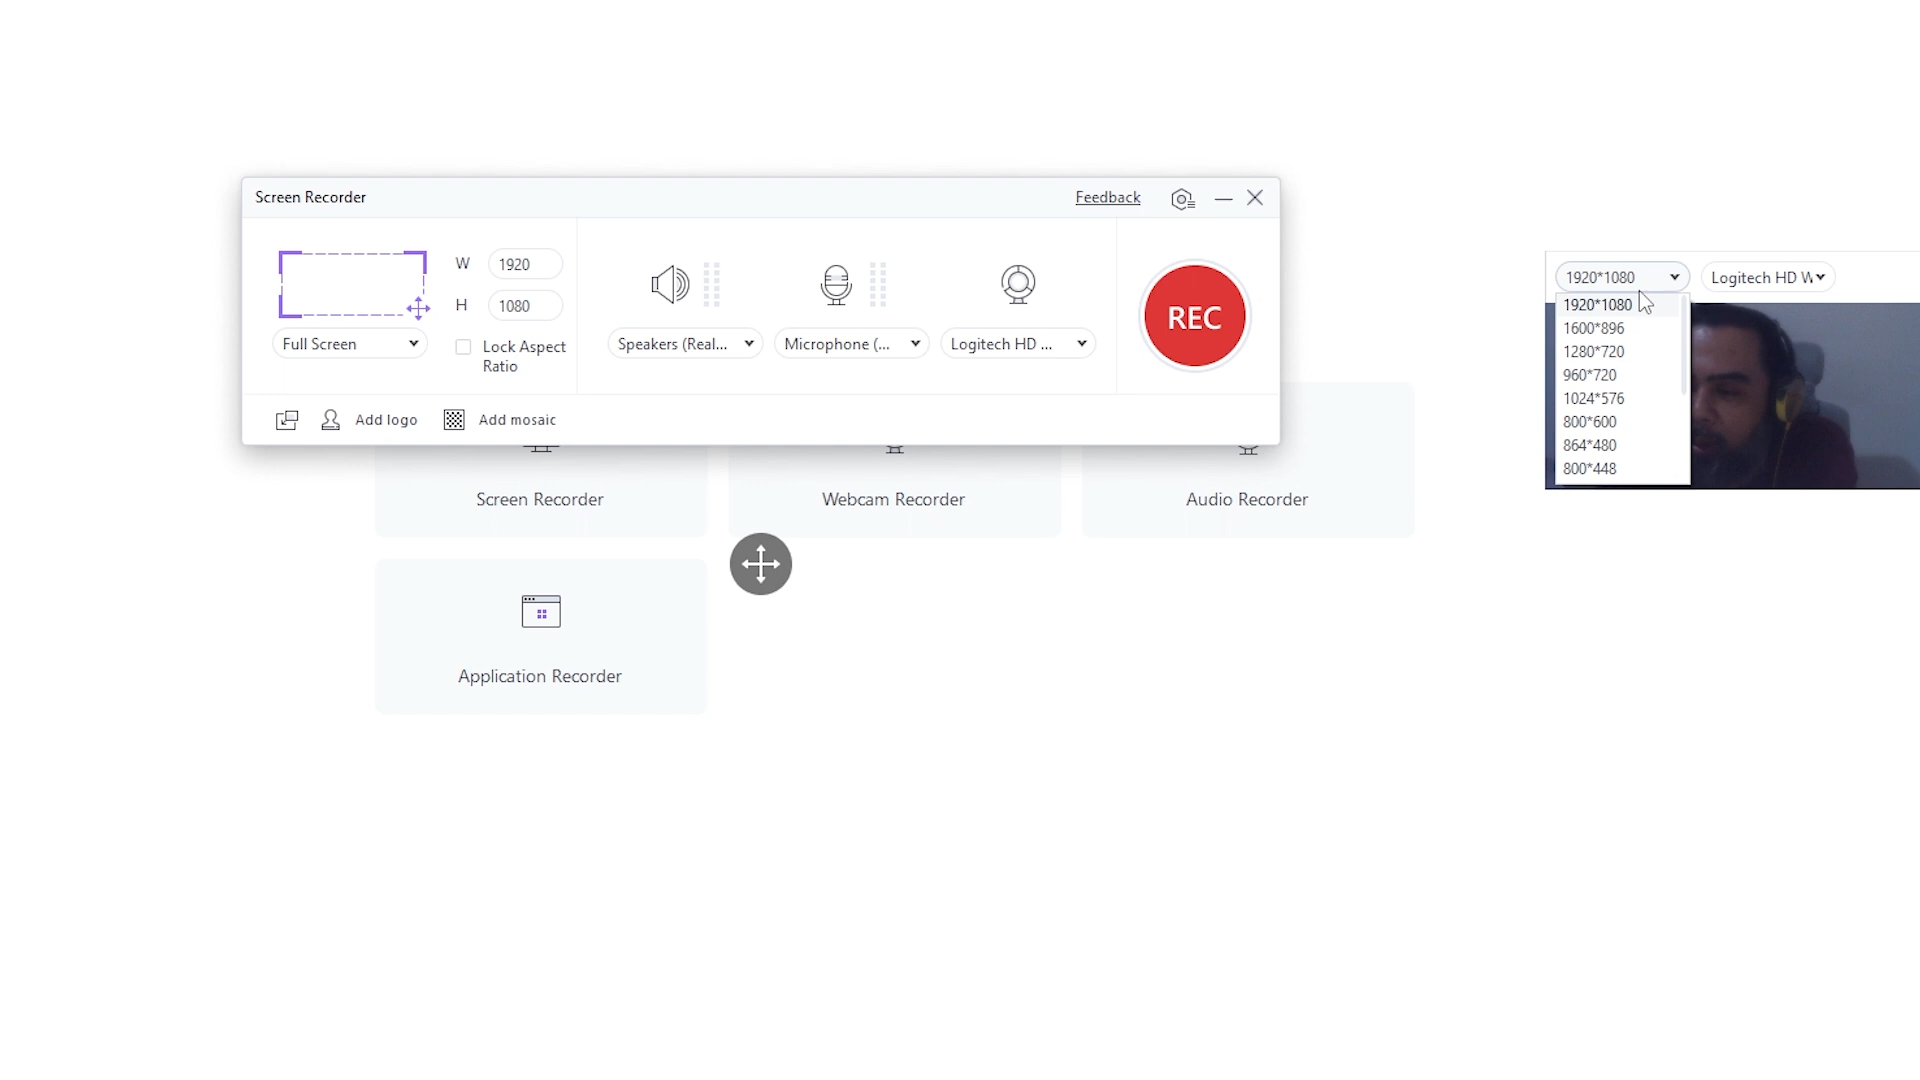 Screen Recorder
Feedback
W 1920
H 1080
Full Screen
Lock Aspect
Ratio
Speakers (Real...
Microphone (...
Logitech HD ...
REC
Add logo
Add mosaic
1920*1080
Logitech HD W
1920*1080
1600*896
1280*720
960*720
1024*576
800*600
864*480
800*448
Screen Recorder
Webcam Recorder
Audio Recorder
Application Recorder